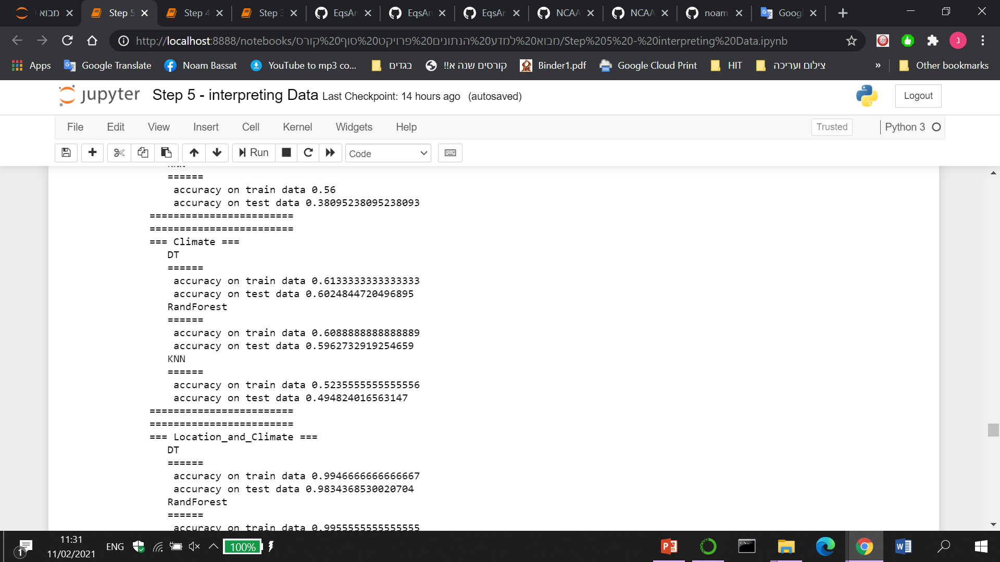 מבוא
Step 5
Step 4
Step 3
EqsAn
EqsAn
EqsAn
NCAA
NCAA
noam
Googl
http://localhost:8888/notebooks/מבוא%20למדע%20הנתונים%20פרויקט%20סוף%20קורס/Step%205%20-%20interpreting%20Data.ipynb
נ
Apps
Google Translate
Noam Bassat
YouTube to mp3 co...
בגדים
קורסים שנה א!!
Binder1.pdf
Google Cloud Print
HIT
צילום ועריכה
»
Other bookmarks
jupyter Step 5 - interpreting Data Last Checkpoint: 14 hours ago (autosaved)
Logout
File Edit View Insert Cell Kernel Widgets Help
Trusted
Python 3
Run
Code
======
accuracy on train data 0.56
accuracy on test data 0.38095238095238093
========================
========================
=== Climate ===
DT
======
accuracy on train data 0.6133333333333333
accuracy on test data 0.6024844720496895
RandForest
======
accuracy on train data 0.6088888888888889
accuracy on test data 0.5962732919254659
KNN
======
accuracy on train data 0.5235555555555556
accuracy on test data 0.494824016563147
========================
========================
=== Location_and_Climate ===
DT
======
accuracy on train data 0.9946666666666667
accuracy on test data 0.9834368530020704
RandForest
======
accuracy on train data 0.9955555555555555
1
11:31
11/02/2021
ENG
100%